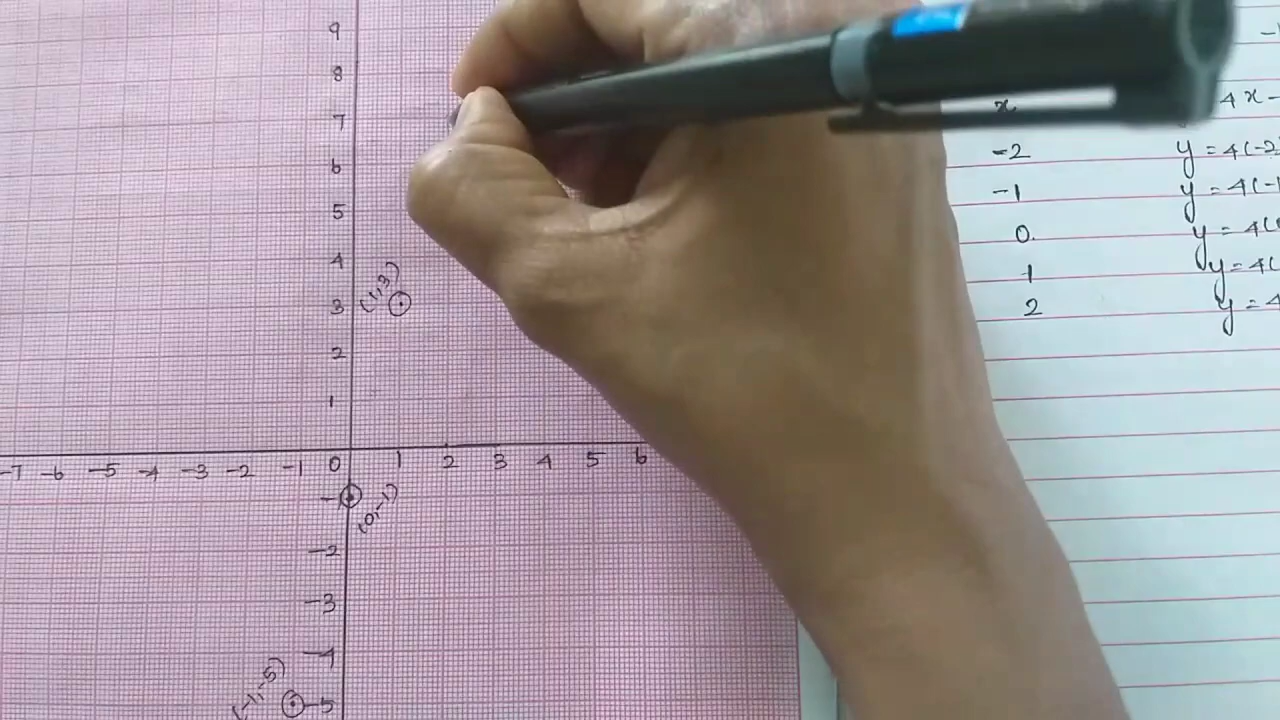 9
8
7
6
5
4
(1,3)
3
2
1
-7 -6 -5 -4 -3 -2 -1 0 1 2 3 4 5 6
-1
(0,-1)
-2
-3
-4
(-1,-5)
-5
x 4x-
-2 y = 4(-2
-1 y = 4(-1
0. y = 4(
1 y = 4(
2 y = 4